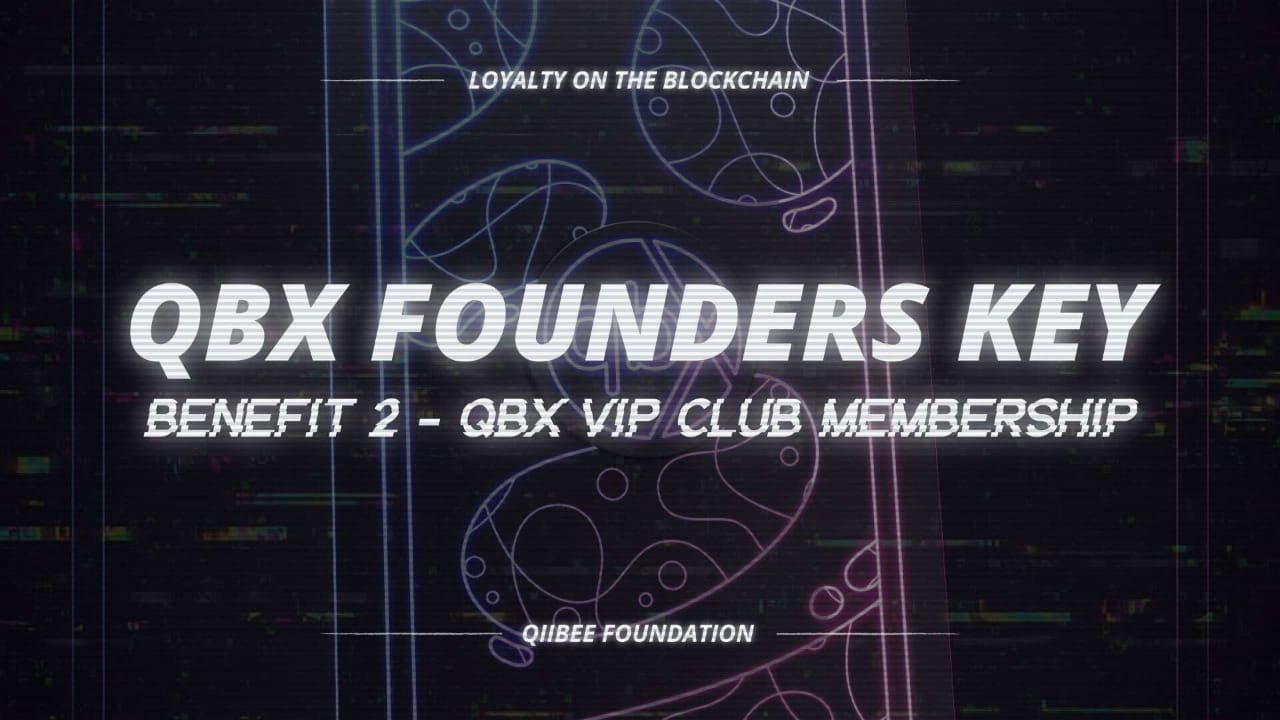 LOYALTY ON THE BLOCKCHAIN
QBX FOUNDERS KEY
BENEFIT 2 - QBX VIP CLUB MEMBERSHIP
QIIBEE FOUNDATION